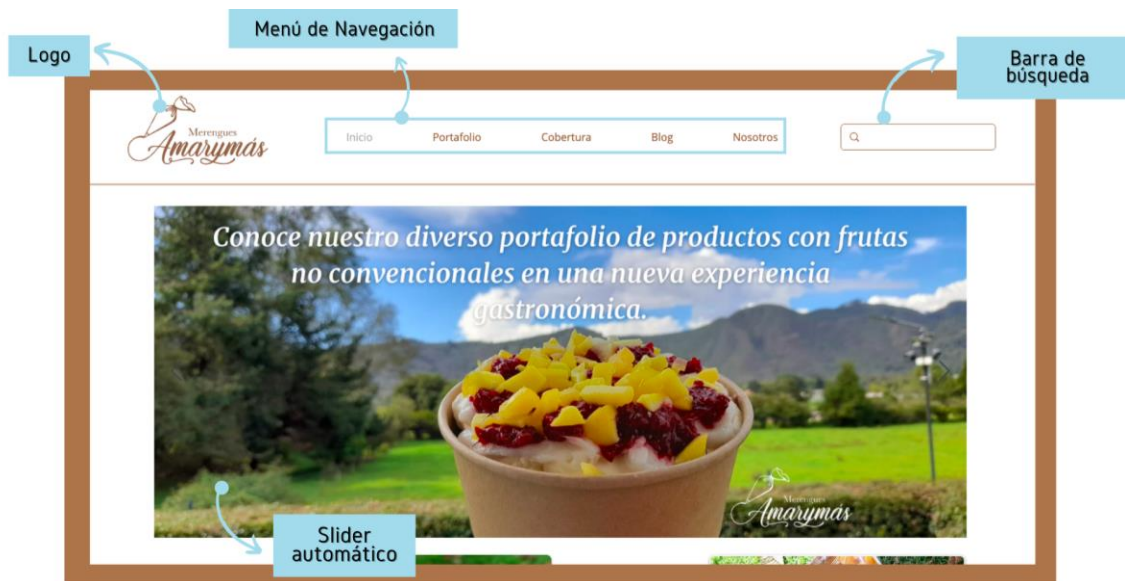 Menú de Navegación
Logo
Barra de
búsqueda
Merengues
Amarymás
Inicio
Portafolio
Cobertura
Blog
Nosotros
Conoce nuestro diverso portafolio de productos con frutas
no convencionales en una nueva experiencia
gastronómica.
Merengues
Amarymás
Slider
automático